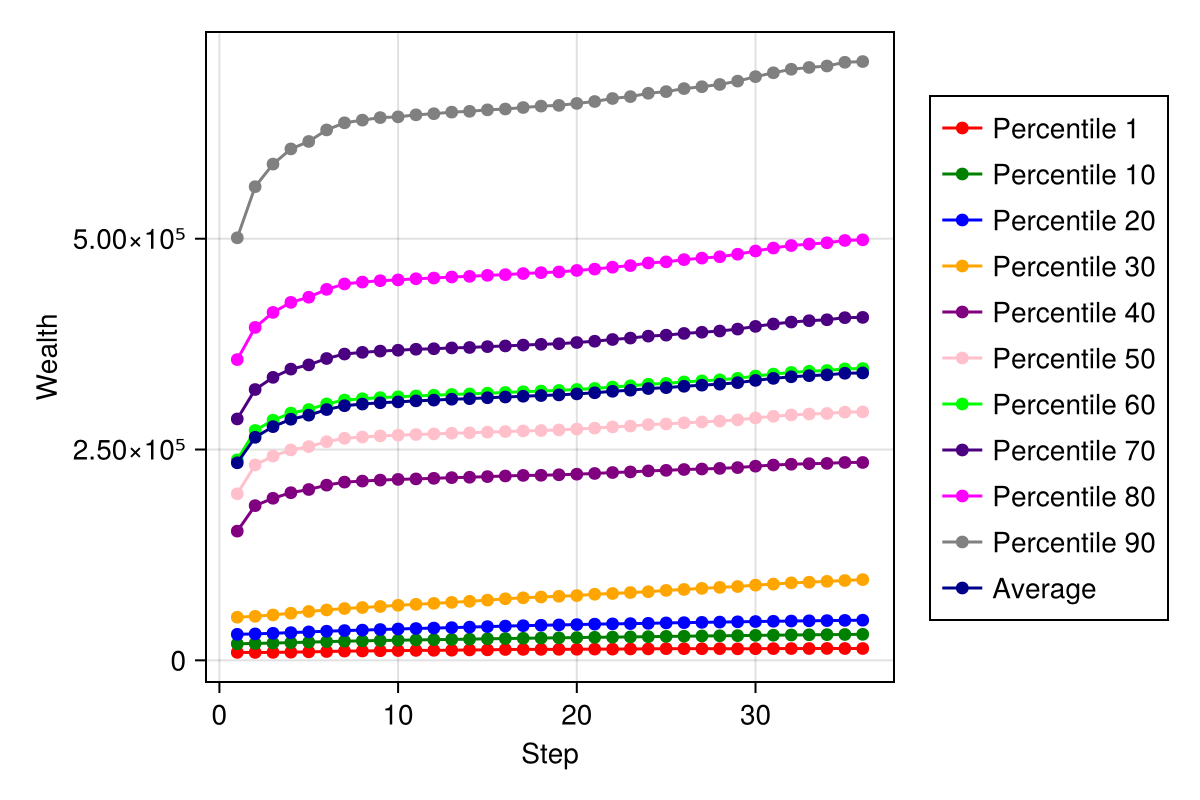 5.00×10⁵
2.50×10⁵
0
Wealth
0 10 20 30
Step
Percentile 1
Percentile 10
Percentile 20
Percentile 30
Percentile 40
Percentile 50
Percentile 60
Percentile 70
Percentile 80
Percentile 90
Average